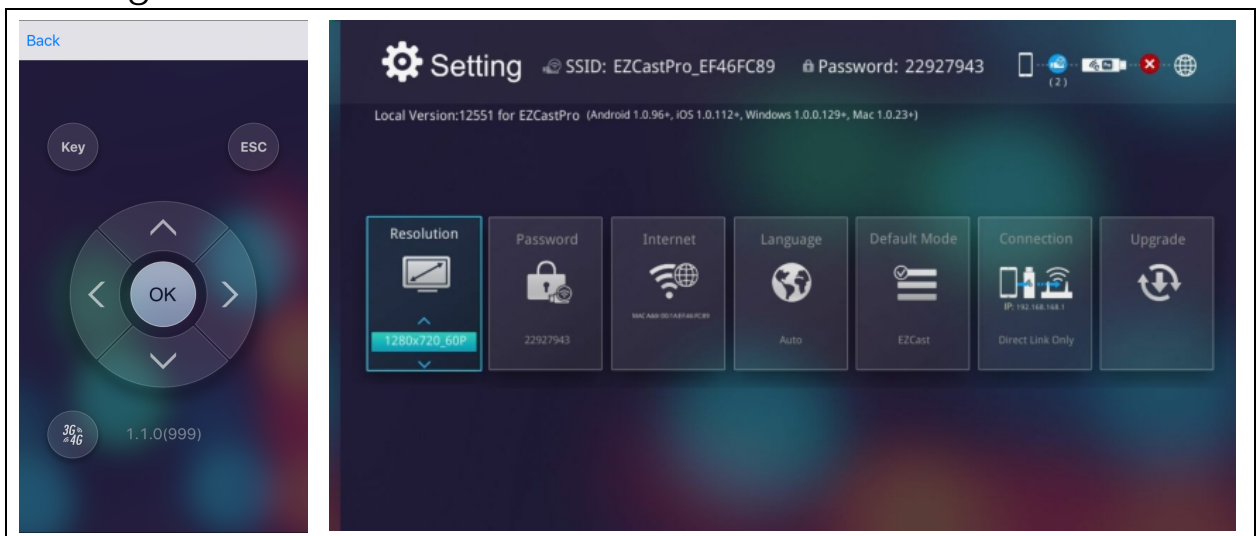 Back
Key
ESC
OK
3G
4G
1.1.0(999)
Setting
SSID: EZCastPro_EF46FC89
Password: 22927943
(2)
Local Version:12551 for EZCastPro (Android 1.0.96+, iOS 1.0.112+, Windows 1.0.0.129+, Mac 1.0.23+)
Resolution
1280x720_60P
Password
22927943
Internet
Language
Auto
Default Mode
EZCast
Connection
IP: 192.168.168.1
Direct Link Only
Upgrade